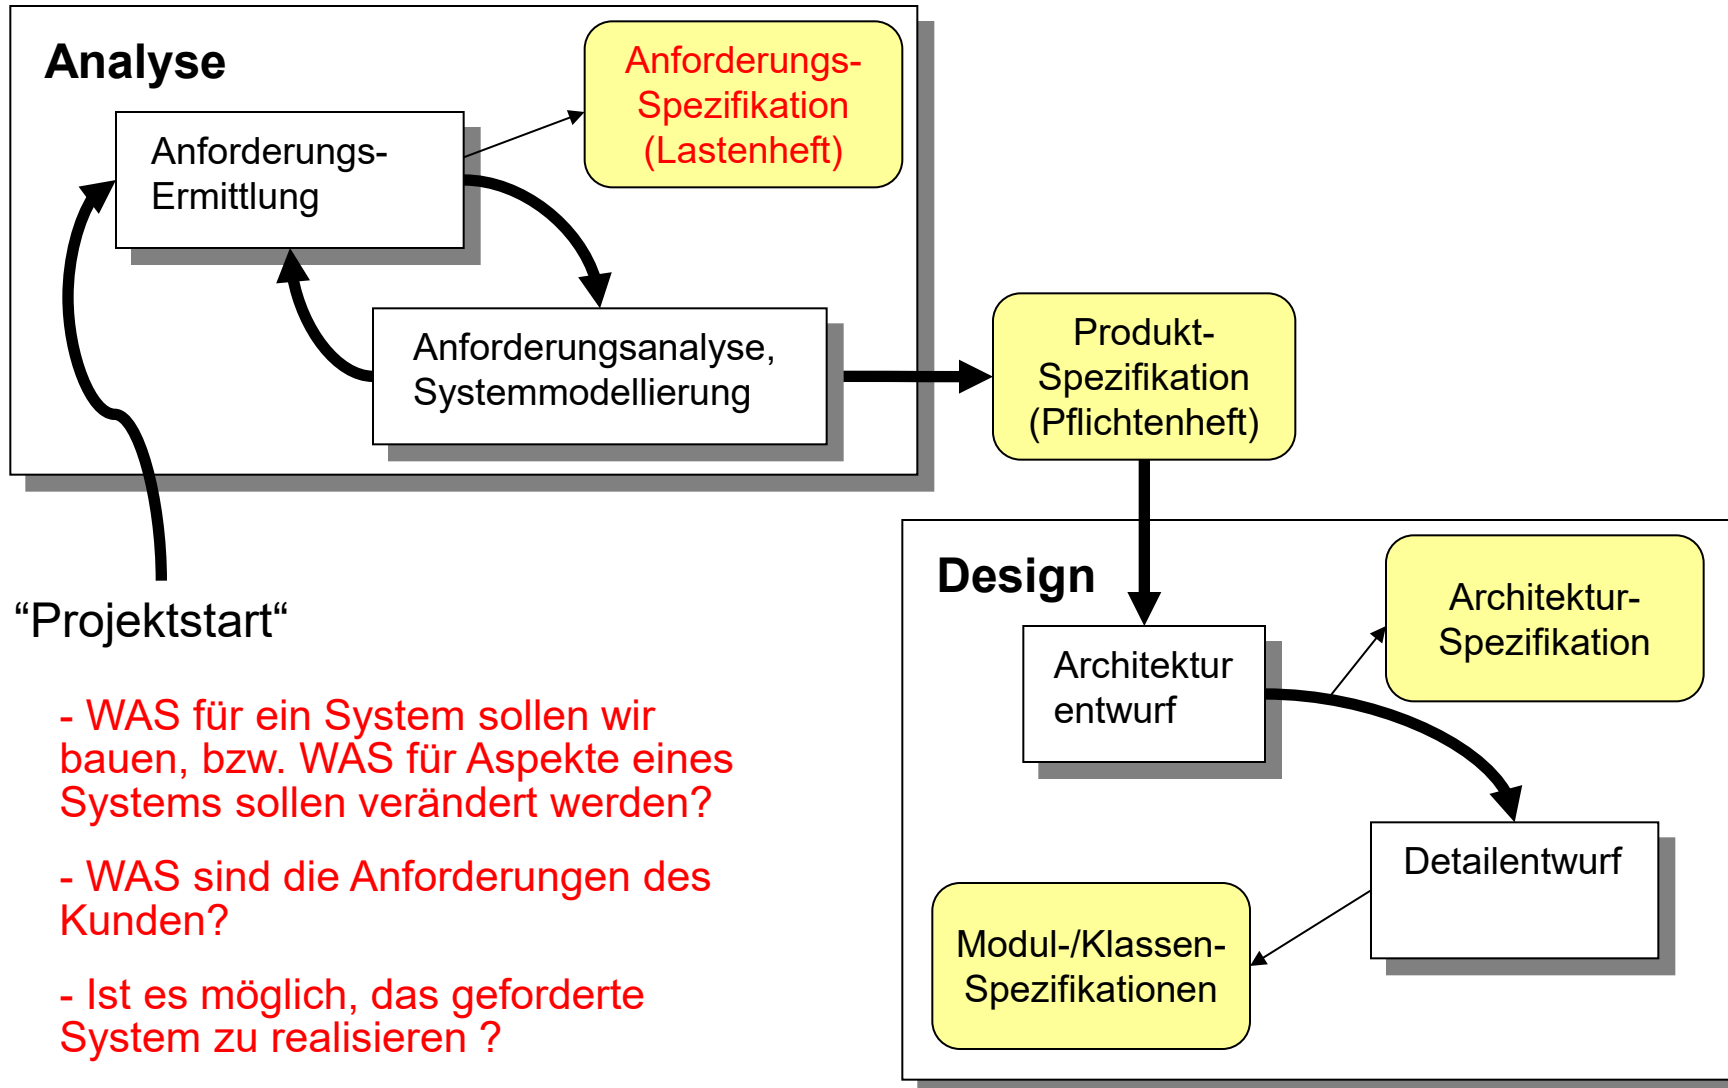 Analyse
Anforderungs-
Spezifikation
(Lastenheft)
Anforderungs-
Ermittlung
Anforderungsanalyse,
Systemmodellierung
Produkt-
Spezifikation
(Pflichtenheft)
“Projektstart“
- WAS für ein System sollen wir
bauen, bzw. WAS für Aspekte eines
Systems sollen verändert werden?
- WAS sind die Anforderungen des
Kunden?
- Ist es möglich, das geforderte
System zu realisieren ?
Design
Architektur-
Spezifikation
Architektur
entwurf
Detailentwurf
Modul-/Klassen-
Spezifikationen